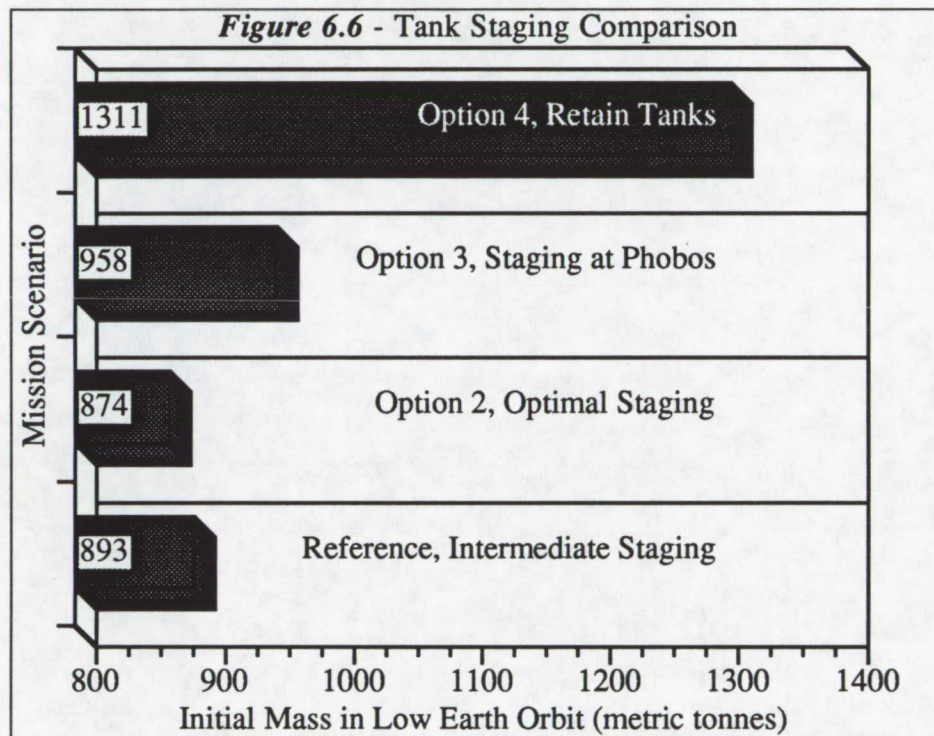 Figure 6.6 - Tank Staging Comparison
1311 Option 4, Retain Tanks
958 Option 3, Staging at Phobos
874 Option 2, Optimal Staging
893 Reference, Intermediate Staging
Mission Scenario
800 900 1000 1100 1200 1300 1400
Initial Mass in Low Earth Orbit (metric tonnes)